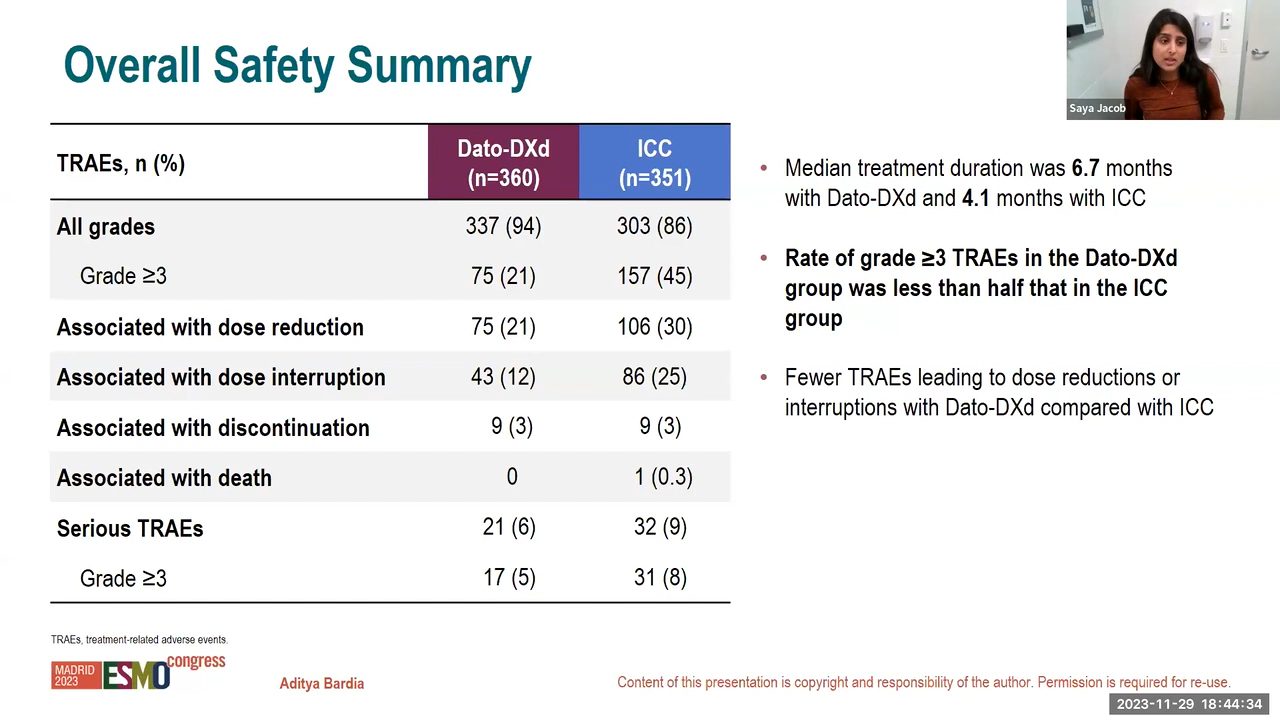 Overall Safety Summary
Saya Jacob
TRAEs, n (%)
Dato-DXd
(n=360)
ICC
(n=351)
All grades 337 (94) 303 (86)
Grade ≥3 75 (21) 157 (45)
Associated with dose reduction 75 (21) 106 (30)
Associated with dose interruption 43 (12) 86 (25)
Associated with discontinuation 9 (3) 9 (3)
Associated with death 0 1 (0.3)
Serious TRAEs 21 (6) 32 (9)
Grade ≥3 17 (5) 31 (8)
• Median treatment duration was 6.7 months
with Dato-DXd and 4.1 months with ICC
• Rate of grade ≥3 TRAEs in the Dato-DXd
group was less than half that in the ICC
group
• Fewer TRAEs leading to dose reductions or
interruptions with Dato-DXd compared with ICC
TRAEs, treatment-related adverse events.
MADRID
2023
ESMO congress
Aditya Bardia
Content of this presentation is copyright and responsibility of the author. Permission is required for re-use.
2023-11-29 18:44:34